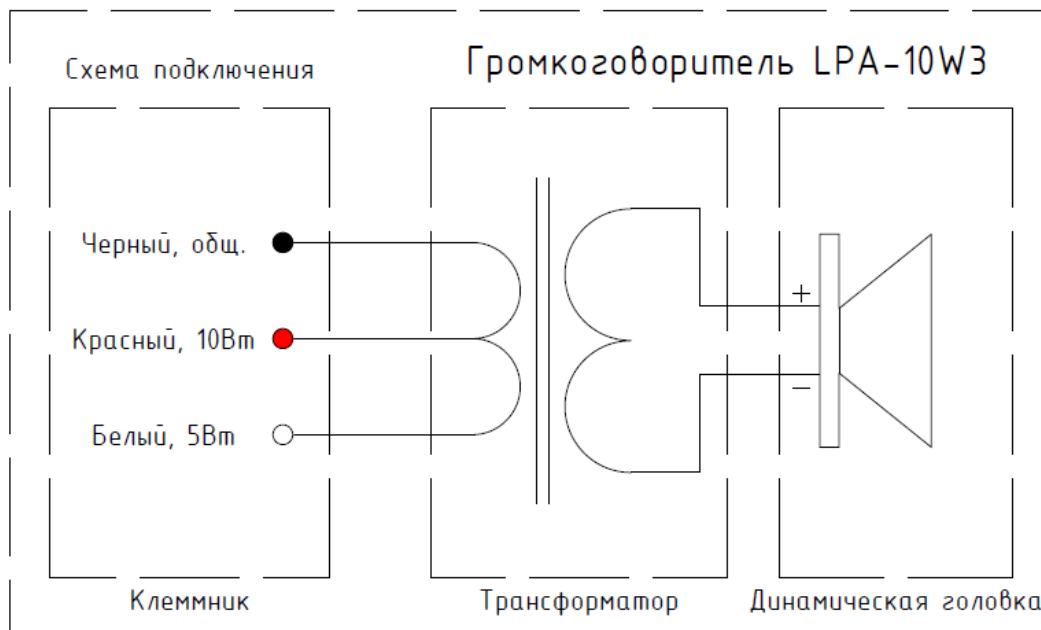 Схема подключения
Громкоговоритель LPA-10W3
Черный, общ.
Красный, 10Вт
Белый, 5Вт
+
−
Клеммник
Трансформатор
Динамическая головка